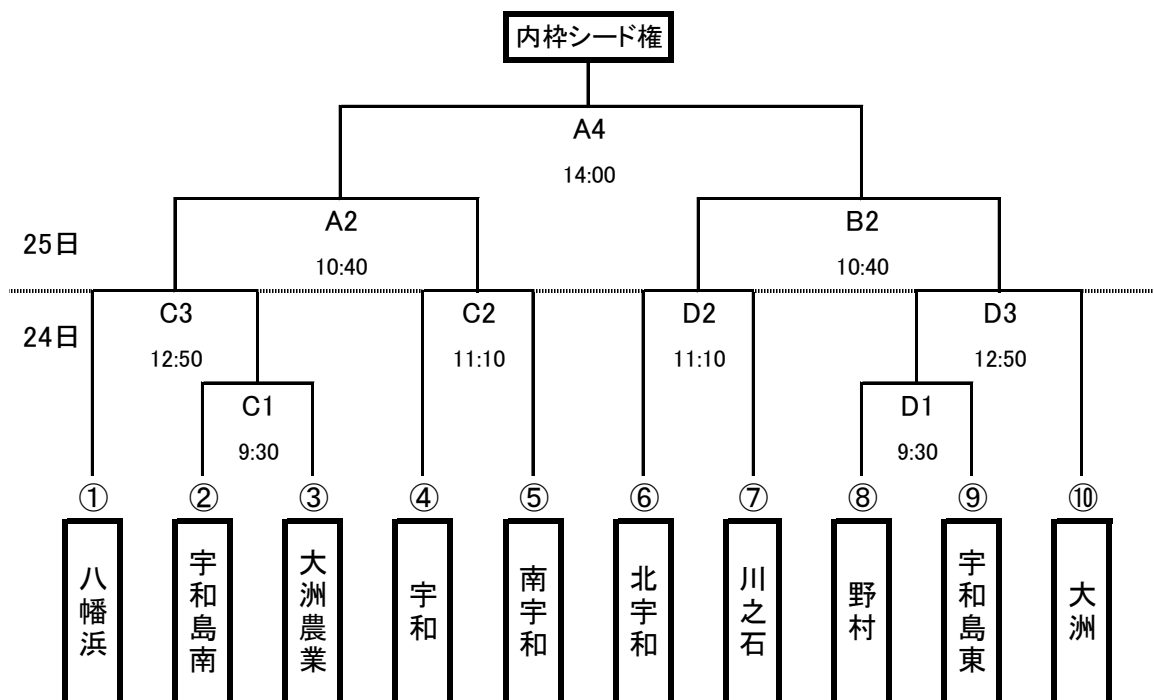 内枠シード権
A4
14:00
A2
B2
25日
10:40
10:40
C3
C2
D2
D3
24日
12:50
11:10
11:10
12:50
C1
D1
9:30
9:30
①
②
③
④
⑤
⑥
⑦
⑧
⑨
⑩
八幡浜
宇和島南
大洲農業
宇和
南宇和
北宇和
川之石
野村
宇和島東
大洲